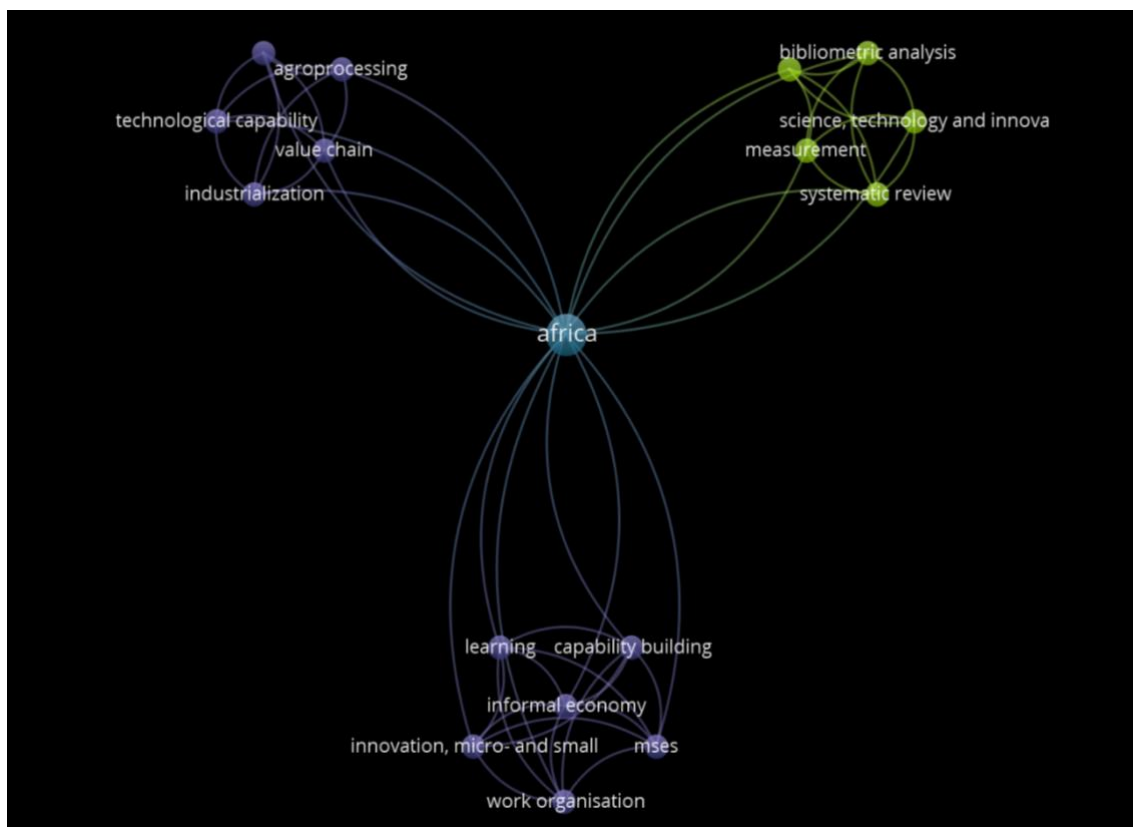 agroprocessing
technological capability
value chain
industrialization
bibliometric analysis
science, technology and innova
measurement
systematic review
africa
learning
capability building
informal economy
innovation, micro- and small
mses
work organisation